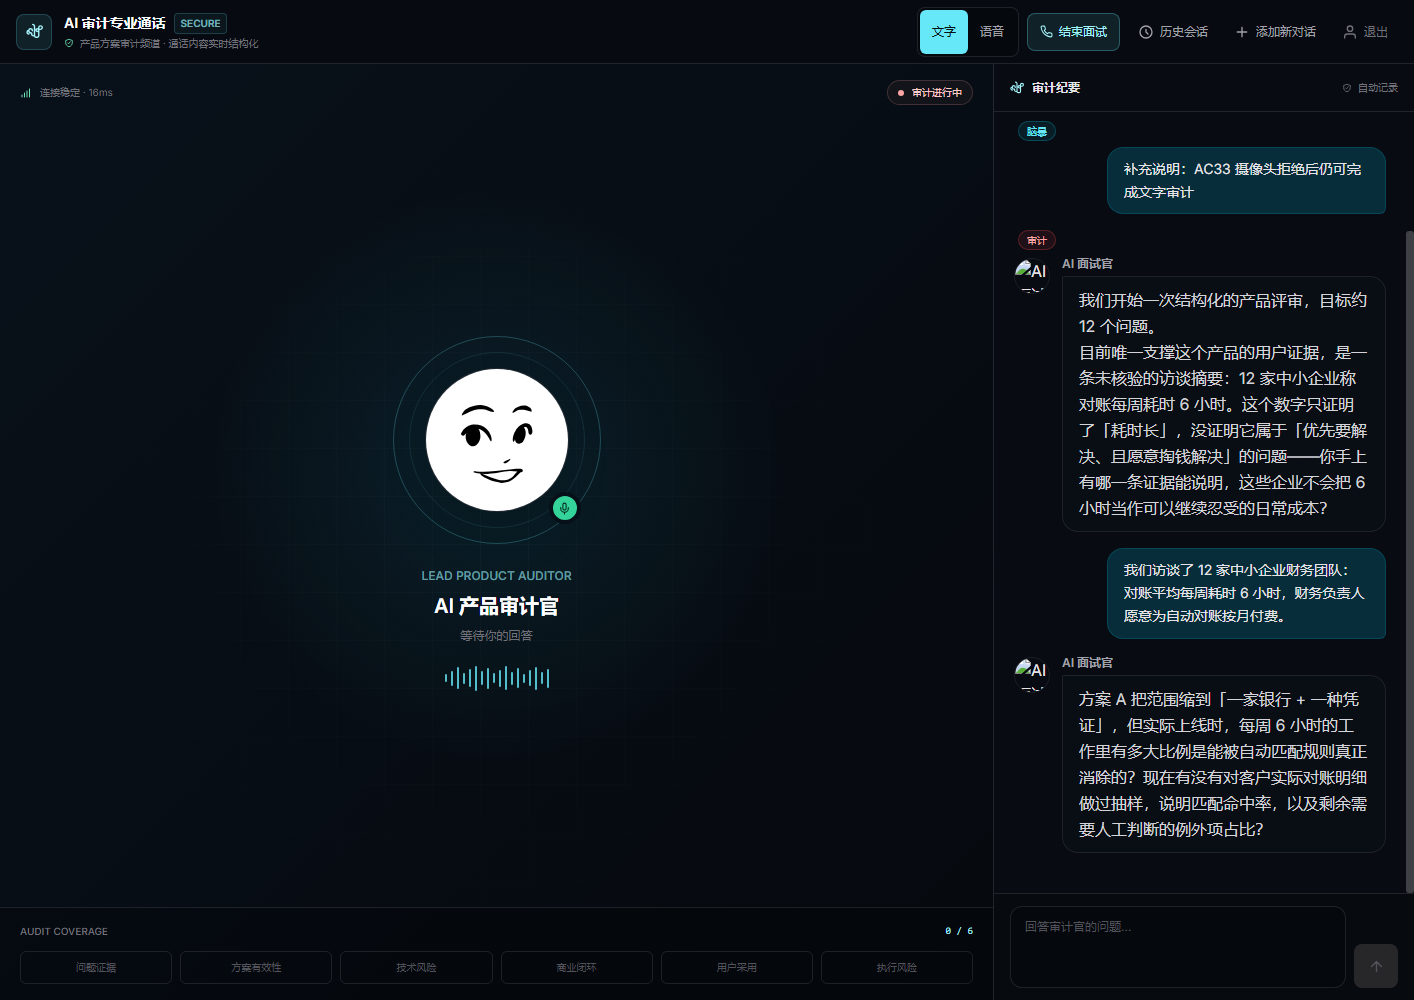 AI 审计专业通话 SECURE
产品方案审计频道 · 通话内容实时结构化
文字
语音
结束面试
历史会话
添加新对话
退出
连接稳定 · 16ms
审计进行中
LEAD PRODUCT AUDITOR
AI 产品审计官
等待你的回答
AUDIT COVERAGE
0 / 6
问题证据
方案有效性
技术风险
商业闭环
用户采用
执行风险
审计纪要
自动记录
脑暴
补充说明：AC33 摄像头拒绝后仍可完
成文字审计
审计
AI
AI 面试官
我们开始一次结构化的产品评审，目标约
12 个问题。
目前唯一支撑这个产品的用户证据，是一
条未核验的访谈摘要：12 家中小企业称
对账每周耗时 6 小时。这个数字只证明
了「耗时长」，没证明它属于「优先要解
决、且愿意掏钱解决」的问题——你手上
有哪一条证据能说明，这些企业不会把 6
小时当作可以继续忍受的日常成本？
我们访谈了 12 家中小企业财务团队：
对账平均每周耗时 6 小时，财务负责人
愿意为自动对账按月付费。
AI
AI 面试官
方案 A 把范围缩到「一家银行 + 一种凭
证」，但实际上线时，每周 6 小时的工
作里有多大比例是能被自动匹配规则真正
消除的？现在有没有对客户实际对账明细
做过抽样，说明匹配命中率，以及剩余需
要人工判断的例外项占比？
回答审计官的问题...